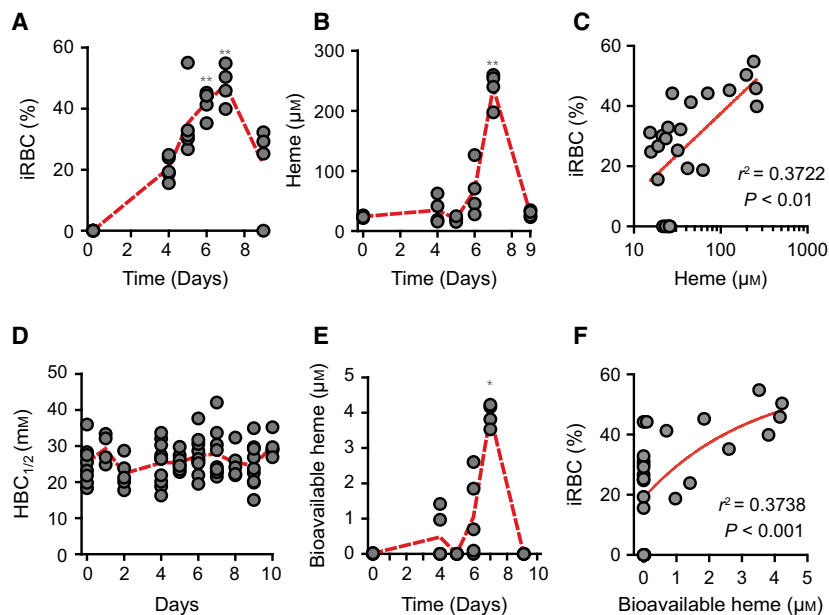 A
iRBC (%)
60
40
20
0
0 2 4 6 8
** **
Time (Days)
B
Heme (µM)
300
200
100
0
0 2 4 6 9
**
Time (Days)
C
iRBC (%)
60
40
20
0
10 100 1000
r² = 0.3722
P < 0.01
Heme (µM)
D
HBC1/2 (mM)
50
40
30
20
10
0
0 2 4 6 8 10
Days
E
Bioavailable heme (µM)
5
4
3
2
1
0
0 2 4 6 8 10
*
Time (Days)
F
iRBC (%)
60
40
20
0
0 1 2 3 4 5
r² = 0.3738
P < 0.001
Bioavailable heme (µM)